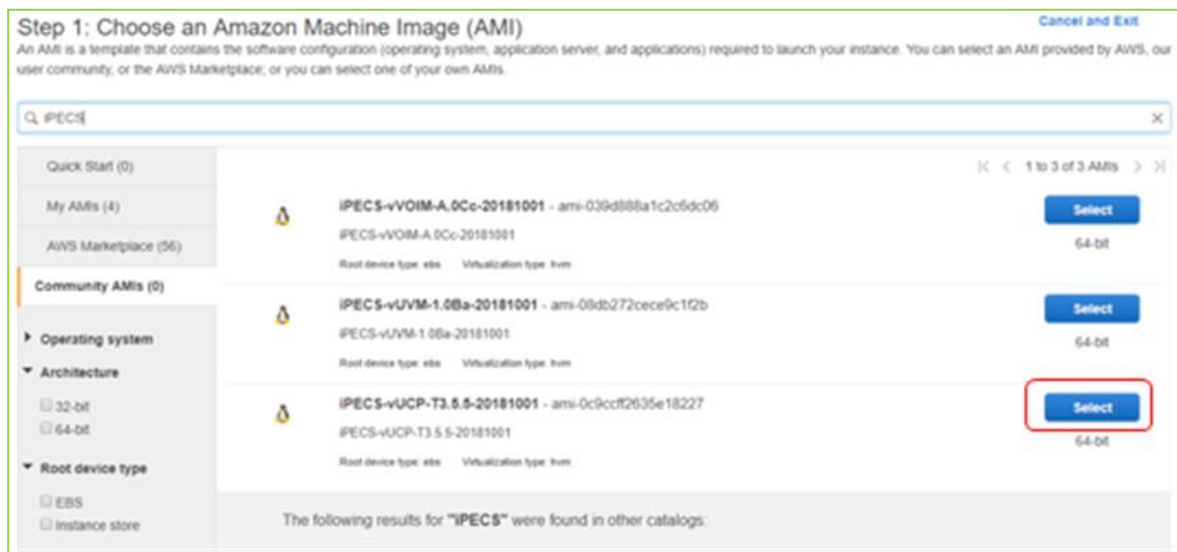 Step 1: Choose an Amazon Machine Image (AMI)
Cancel and Exit
An AMI is a template that contains the software configuration (operating system, application server, and applications) required to launch your instance. You can select an AMI provided by AWS, our
user community, or the AWS Marketplace; or you can select one of your own AMIs.
iPECS
Quick Start (0)
My AMIs (4)
AWS Marketplace (56)
Community AMIs (0)
Operating system
Architecture
32-bit
64-bit
Root device type
EBS
Instance store
1 to 3 of 3 AMIs
iPECS-vVOIM-A.0Cc-20181001 - ami-039d888a1c2c6dc06
iPECS-vVOIM-A.0Cc-20181001
Root device type: ebs Virtualization type: hvm
Select
64-bit
iPECS-vUVM-1.0Ba-20181001 - ami-08db272cece9c1f2b
iPECS-vUVM-1.0Ba-20181001
Root device type: ebs Virtualization type: hvm
Select
64-bit
iPECS-vUCP-T3.5.5-20181001 - ami-0c9ccff2635e18227
iPECS-vUCP-T3.5.5-20181001
Root device type: ebs Virtualization type: hvm
Select
64-bit
The following results for "iPECS" were found in other catalogs: